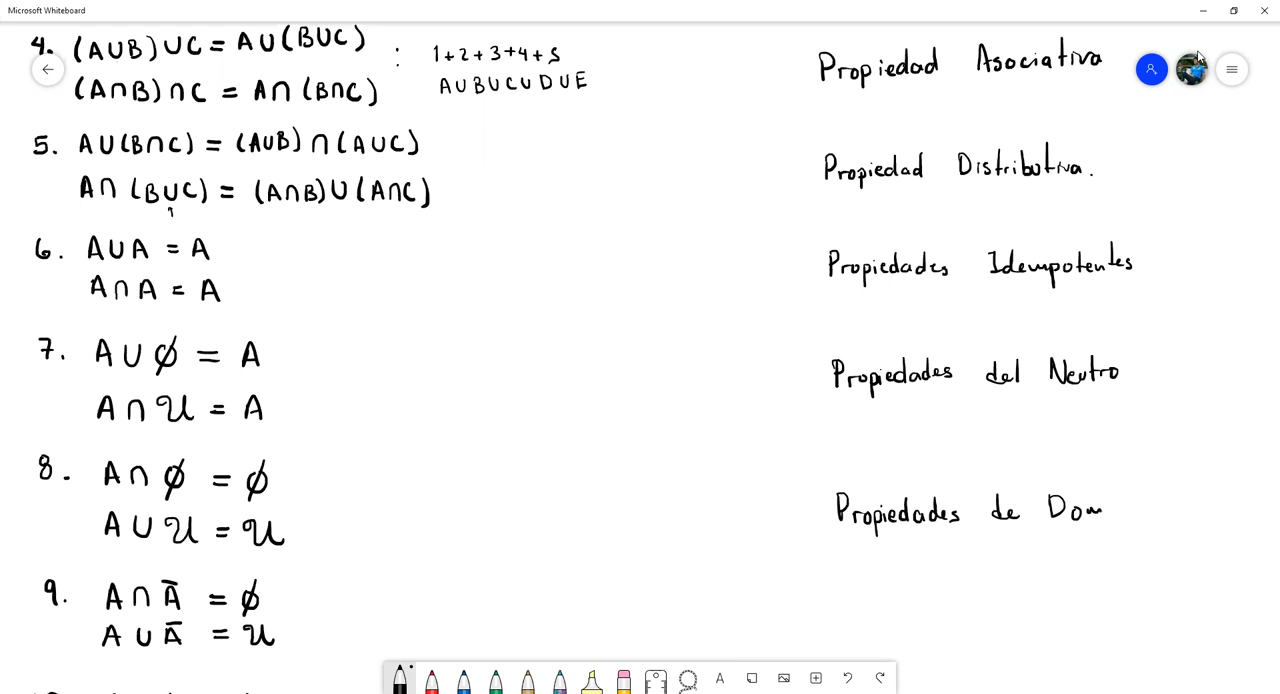 Microsoft Whiteboard
4. (A∪B)∪C = A∪(B∪C) : 1+2+3+4+5 Propiedad Asociativa
(A∩B)∩C = A∩(B∩C) A∪B∪C∪D∪E
5. A∪(B∩C) = (A∪B)∩(A∪C) Propiedad Distributiva.
A∩(B∪C) = (A∩B)∪(A∩C)
6. A∪A = A Propiedades Idempotentes
A∩A = A
7. A∪∅ = A Propiedades del Neutro
A∩U = A
8. A∩∅ = ∅ Propiedades de Dom
A∪U = U
9. A∩Ā = ∅
A∪Ā = U